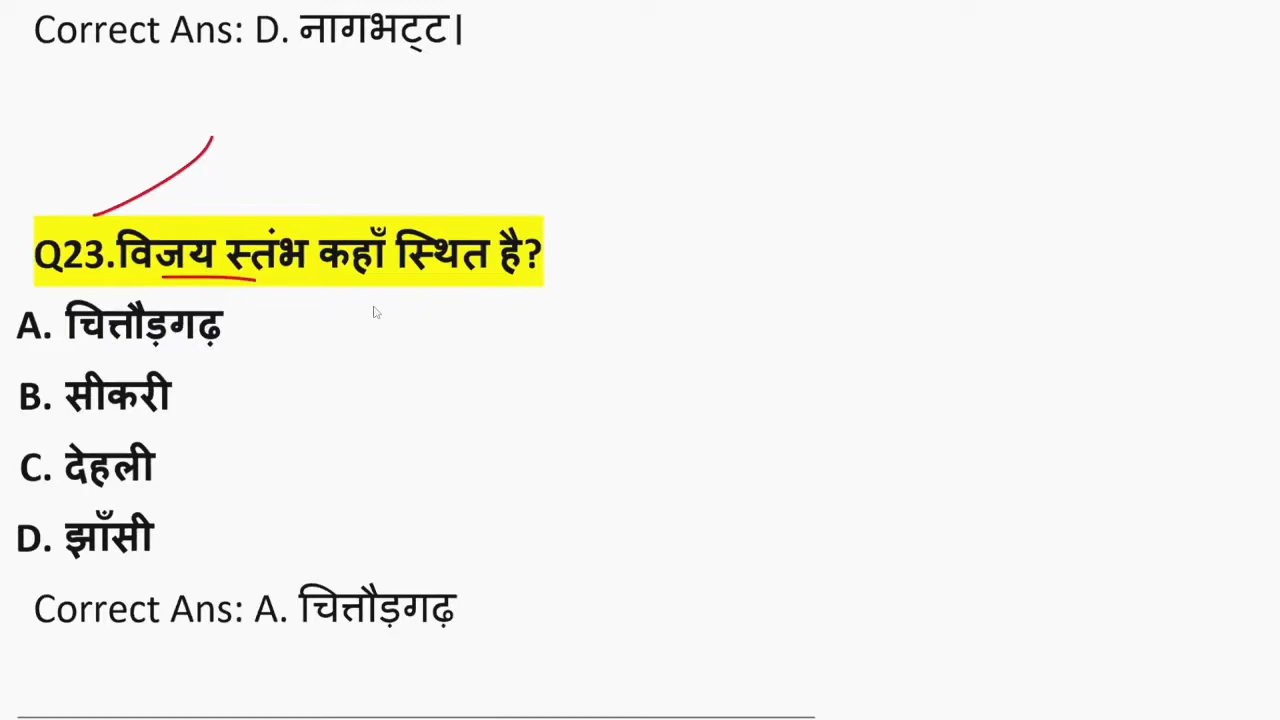 Correct Ans: D. नागभट्ट।
Q23.विजय स्तंभ कहाँ स्थित है?
A. चित्तौड़गढ़
B. सीकरी
C. देहली
D. झाँसी
Correct Ans: A. चित्तौड़गढ़